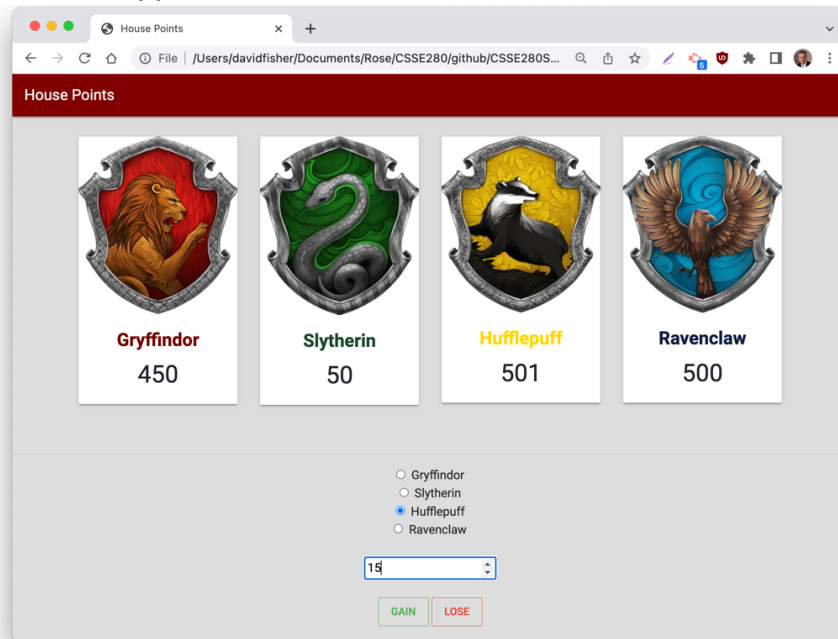 House Points
File /Users/davidfisher/Documents/Rose/CSSE280/github/CSSE280S...
5
House Points
Gryffindor Slytherin Hufflepuff Ravenclaw
450 50 501 500
Gryffindor
Slytherin
Hufflepuff
Ravenclaw
15
GAIN LOSE